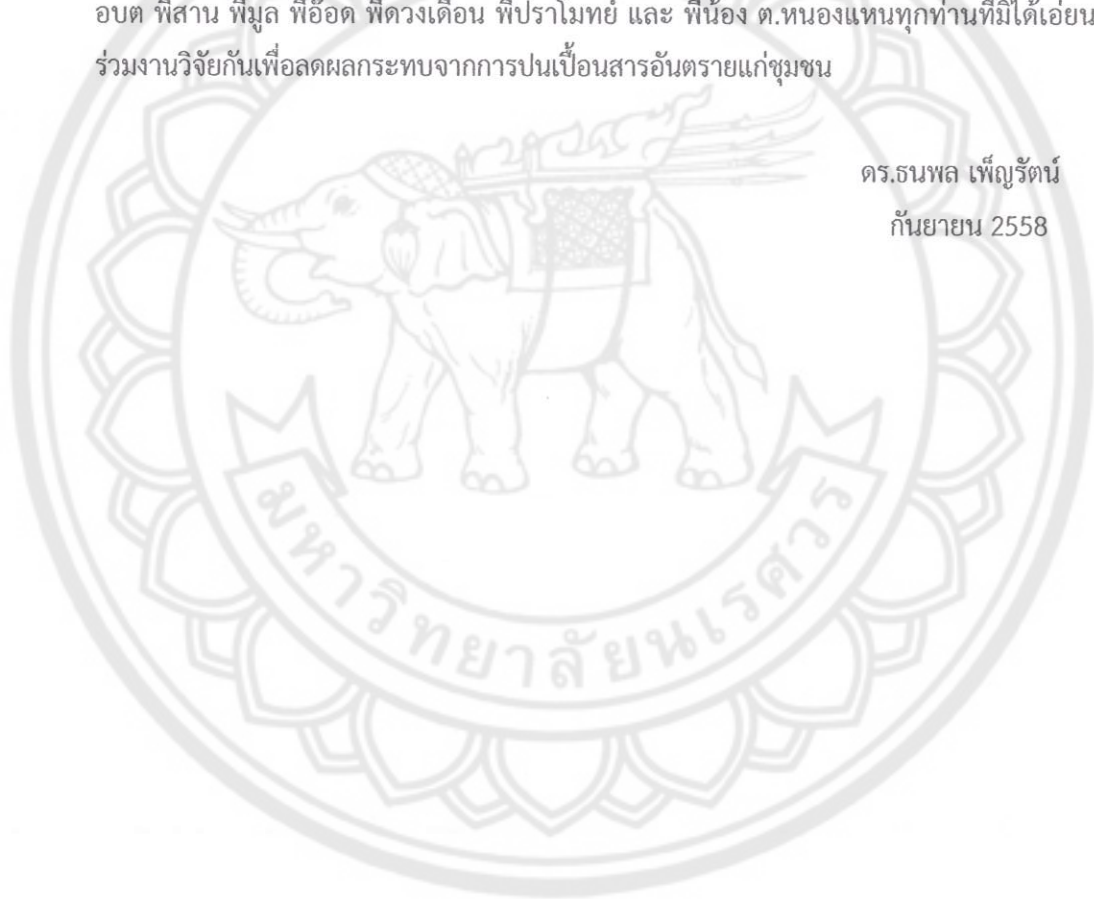 อบต พี่สาน พี่มูล พี่อ๊อด พี่ดวงเดือน พี่ปราโมทย์ และ พี่น้อง ต.หนองแหนทุกท่านที่มิได้เอ่ยน
ร่วมงานวิจัยกันเพื่อลดผลกระทบจากการปนเปื้อนสารอันตรายแก่ชุมชน
ดร.ธนพล เพ็ญรัตน์
กันยายน 2558
มหาวิทยาลัยนเรศวร